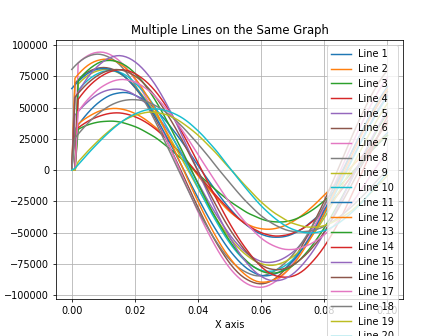 Multiple Lines on the Same Graph
100000
75000
50000
25000
0
−25000
−50000
−75000
−100000
0.00
0.02
0.04
0.06
X axis
Line 1
Line 2
Line 3
Line 4
Line 5
Line 6
Line 7
Line 8
Line 9
Line 10
Line 11
Line 12
Line 13
Line 14
Line 15
Line 16
Line 17
Line 18
Line 19
Line 20